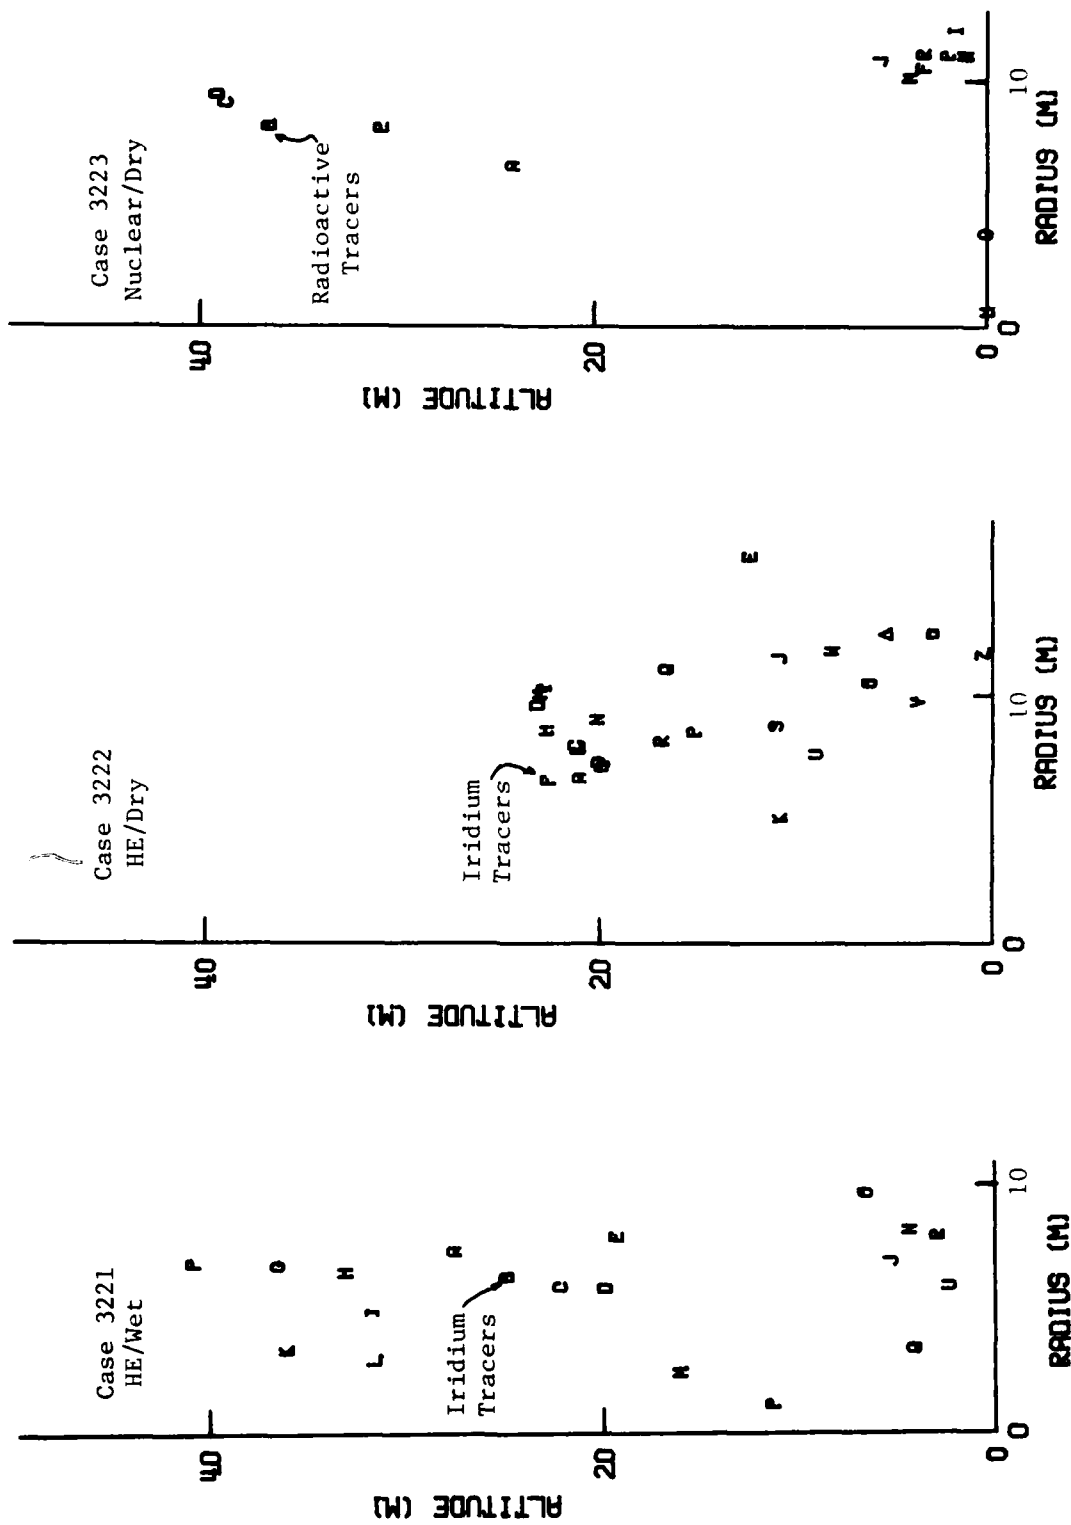 Case 3221
HE/Wet
40
20
0
ALTITUDE (M)
P
G
K
H
I
L
A
B
Iridium
Tracers
C
D
E
M
P
O
J
N
R
Q
U
0
10
RADIUS (M)
Case 3222
HE/Dry
40
20
0
ALTITUDE (M)
Iridium
Tracers
D
H
F
A
C
N
Q
R
P
E
S
J
K
U
W
V
Δ
Z
0
10
RADIUS (M)
Case 3223
Nuclear/Dry
40
20
0
ALTITUDE (M)
D
C
Radioactive
Tracers
A
J
M
F
R
I
0
10
RADIUS (M)